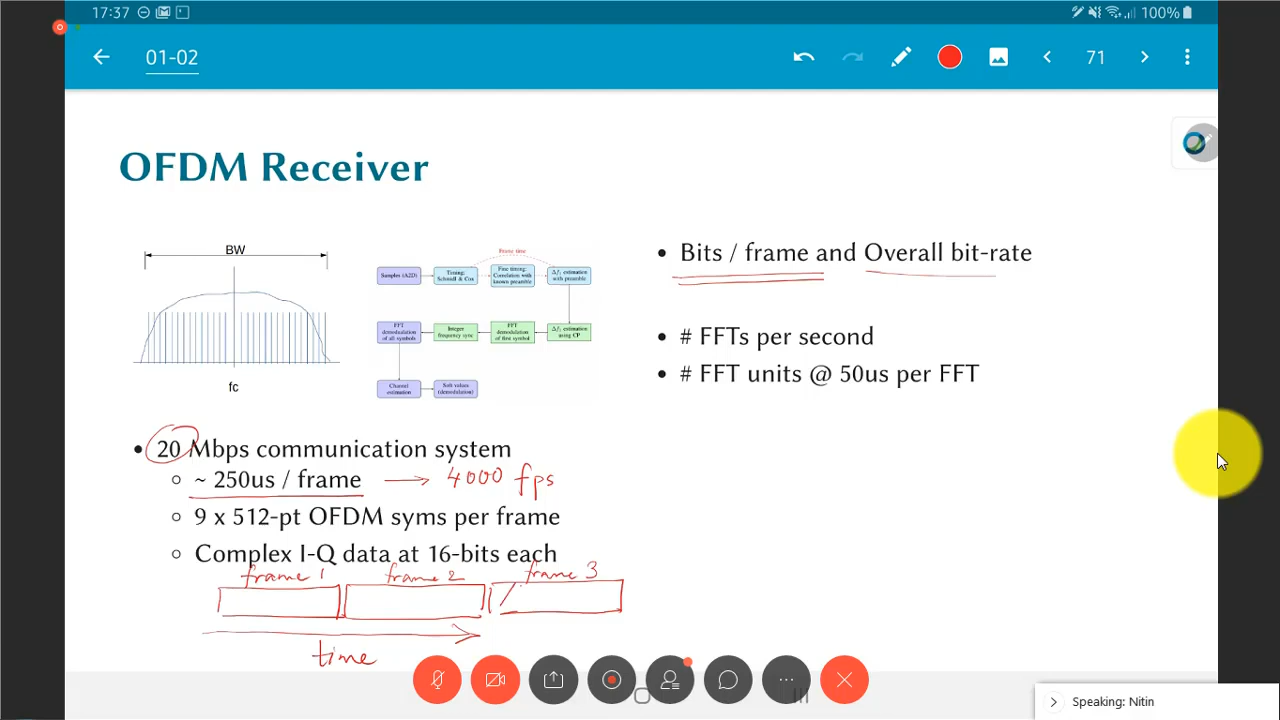 17:37
100%
01-02
71
OFDM Receiver
BW
fc
Frame time
Samples (A2D)
Timing: Schmidl & Cox
Fine timing: Correlation with known preamble
Δf₁ estimation with preamble
FFT demodulation of all symbols
Integer frequency sync
FFT demodulation of first symbol
Δf₁ estimation using CP
Channel estimation
Soft values (demodulation)
• 20 Mbps communication system
○ ~ 250us / frame → 4000 fps
○ 9 x 512-pt OFDM syms per frame
○ Complex I-Q data at 16-bits each
frame 1 frame 2 frame 3
time
• Bits / frame and Overall bit-rate
• # FFTs per second
• # FFT units @ 50us per FFT
Speaking: Nitin